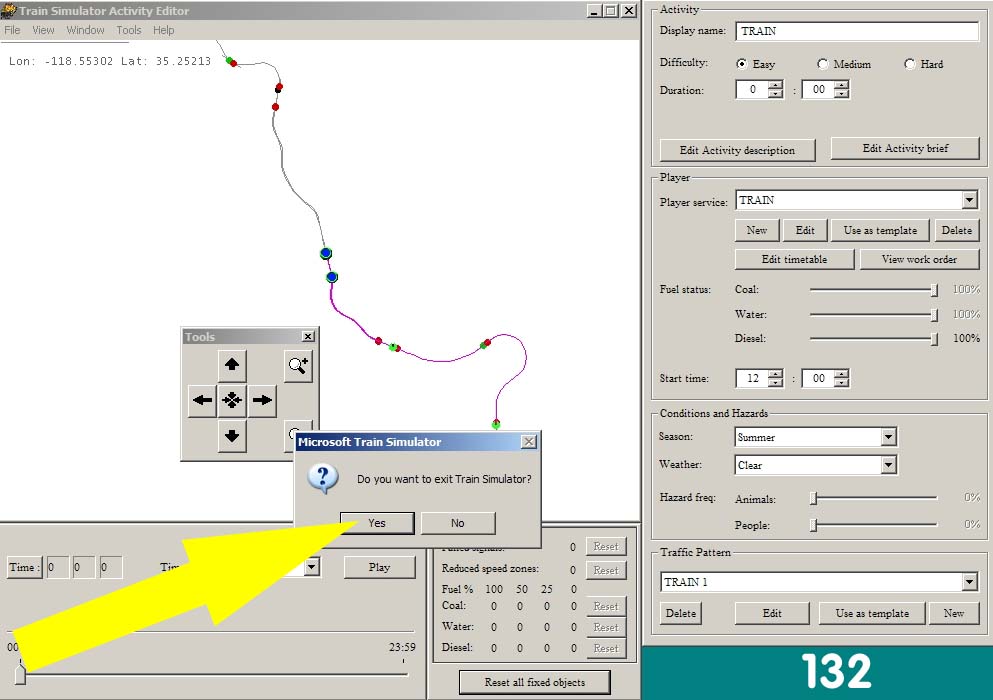 Train Simulator Activity Editor
File View Window Tools Help
Lon: -118.55302 Lat: 35.25213
Tools
Microsoft Train Simulator
Do you want to exit Train Simulator?
Yes No
Time : 0 0 0
Play
23:59
0 Reset
Reduced speed zones: 0 Reset
Fuel % 100 50 25 0
Coal: 0 0 0 0 Reset
Water: 0 0 0 0 Reset
Diesel: 0 0 0 0 Reset
Reset all fixed objects
Activity
Display name: TRAIN
Difficulty: Easy Medium Hard
Duration: 0 : 00
Edit Activity description Edit Activity brief
Player
Player service: TRAIN
New Edit Use as template Delete
Edit timetable View work order
Fuel status: Coal: 100%
Water: 100%
Diesel: 100%
Start time: 12 : 00
Conditions and Hazards
Season: Summer
Weather: Clear
Hazard freq: Animals: 0%
People: 0%
Traffic Pattern
TRAIN 1
Delete Edit Use as template New
132